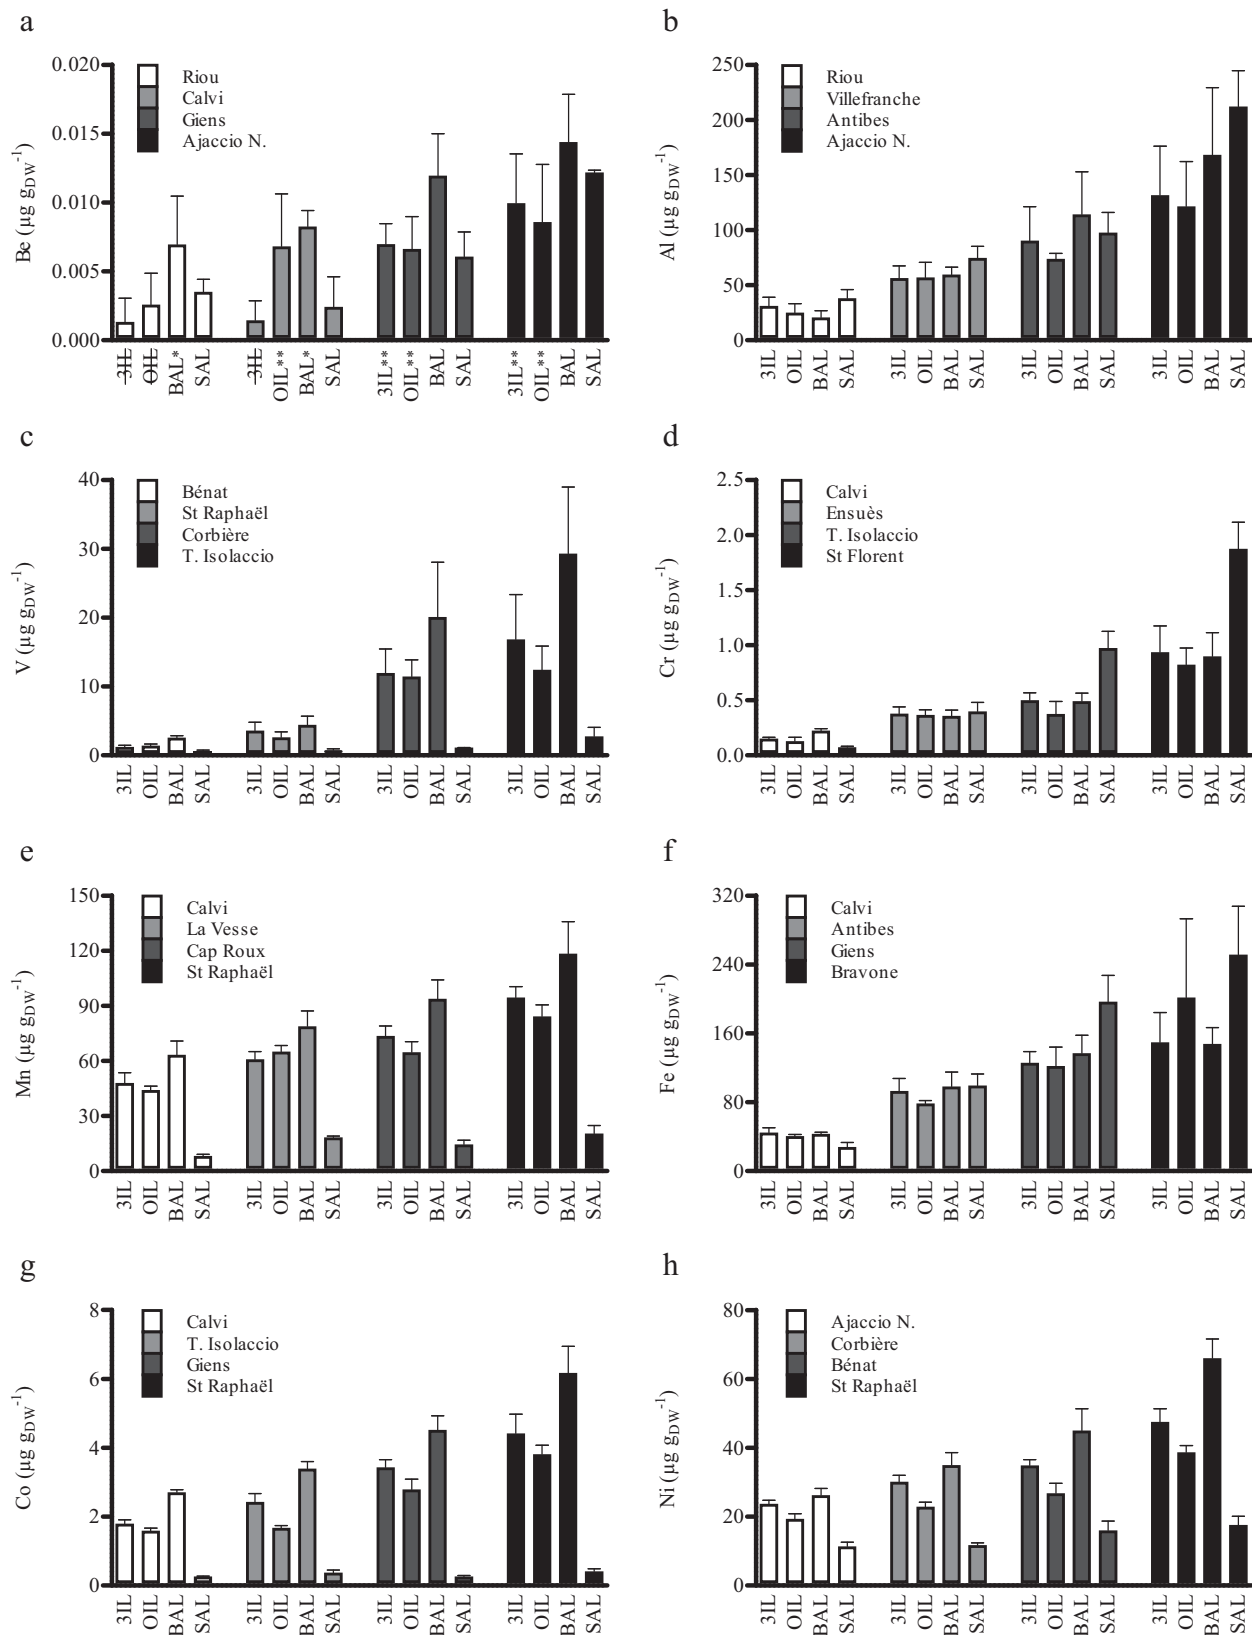 a
0.020
0.015
0.010
0.005
0.000
Be (µg gDW-1)
Riou
Calvi
Giens
Ajaccio N.
3IL OIL BAL* SAL 3IL OIL** BAL* SAL 3IL** OIL** BAL SAL 3IL** OIL** BAL SAL
b
250
200
150
100
50
0
Al (µg gDW-1)
Riou
Villefranche
Antibes
Ajaccio N.
3IL OIL BAL SAL 3IL OIL BAL SAL 3IL OIL BAL SAL 3IL OIL BAL SAL
c
40
30
20
10
0
V (µg gDW-1)
Bénat
St Raphaël
Corbière
T. Isolaccio
3IL OIL BAL SAL 3IL OIL BAL SAL 3IL OIL BAL SAL 3IL OIL BAL SAL
d
2.5
2.0
1.5
1.0
0.5
0.0
Cr (µg gDW-1)
Calvi
Ensuès
T. Isolaccio
St Florent
3IL OIL BAL SAL 3IL OIL BAL SAL 3IL OIL BAL SAL 3IL OIL BAL SAL
e
150
120
90
60
30
0
Mn (µg gDW-1)
Calvi
La Vesse
Cap Roux
St Raphaël
3IL OIL BAL SAL 3IL OIL BAL SAL 3IL OIL BAL SAL 3IL OIL BAL SAL
f
320
240
160
80
0
Fe (µg gDW-1)
Calvi
Antibes
Giens
Bravone
3IL OIL BAL SAL 3IL OIL BAL SAL 3IL OIL BAL SAL 3IL OIL BAL SAL
g
8
6
4
2
0
Co (µg gDW-1)
Calvi
T. Isolaccio
Giens
St Raphaël
3IL OIL BAL SAL 3IL OIL BAL SAL 3IL OIL BAL SAL 3IL OIL BAL SAL
h
80
60
40
20
0
Ni (µg gDW-1)
Ajaccio N.
Corbière
Bénat
St Raphaël
3IL OIL BAL SAL 3IL OIL BAL SAL 3IL OIL BAL SAL 3IL OIL BAL SAL